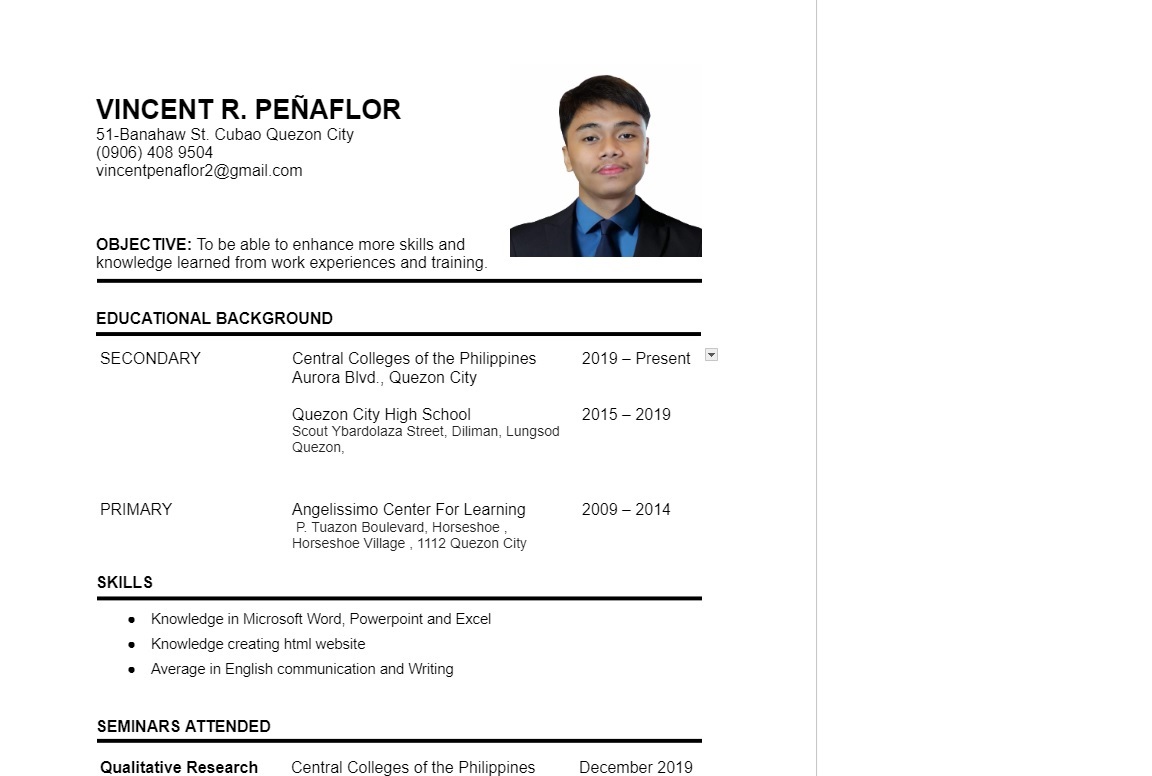 VINCENT R. PEÑAFLOR
51-Banahaw St. Cubao Quezon City
(0906) 408 9504
vincentpenaflor2@gmail.com
OBJECTIVE: To be able to enhance more skills and
knowledge learned from work experiences and training.
EDUCATIONAL BACKGROUND
SECONDARY Central Colleges of the Philippines 2019 – Present
Aurora Blvd., Quezon City
Quezon City High School 2015 – 2019
Scout Ybardolaza Street, Diliman, Lungsod
Quezon,
PRIMARY Angelissimo Center For Learning 2009 – 2014
P. Tuazon Boulevard, Horseshoe ,
Horseshoe Village , 1112 Quezon City
SKILLS
● Knowledge in Microsoft Word, Powerpoint and Excel
● Knowledge creating html website
● Average in English communication and Writing
SEMINARS ATTENDED
Qualitative Research Central Colleges of the Philippines December 2019